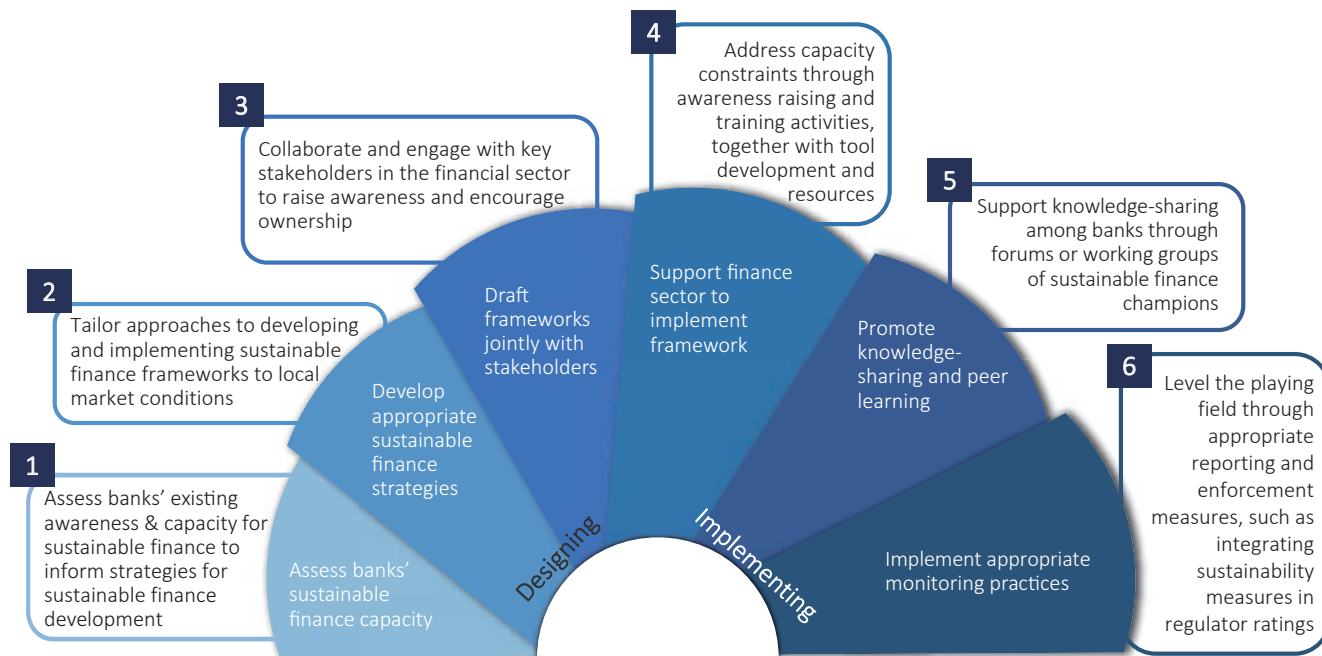 1
Assess banks’ existing
awareness & capacity for
sustainable finance to
inform strategies for
sustainable finance
development
Assess banks’
sustainable
finance capacity
2
Tailor approaches to developing
and implementing sustainable
finance frameworks to local
market conditions
Develop
appropriate
sustainable
finance
strategies
3
Collaborate and engage with key
stakeholders in the financial sector
to raise awareness and encourage
ownership
Draft
frameworks
jointly with
stakeholders
Designing
4
Address capacity
constraints through
awareness raising and
training activities,
together with tool
development and
resources
Support finance
sector to
implement
framework
5
Support knowledge-sharing
among banks through
forums or working groups
of sustainable finance
champions
Promote
knowledge-
sharing and peer
learning
6
Level the playing
field through
appropriate
reporting and
enforcement
measures, such as
integrating
sustainability
measures in
regulator ratings
Implement appropriate
monitoring practices
Implementing